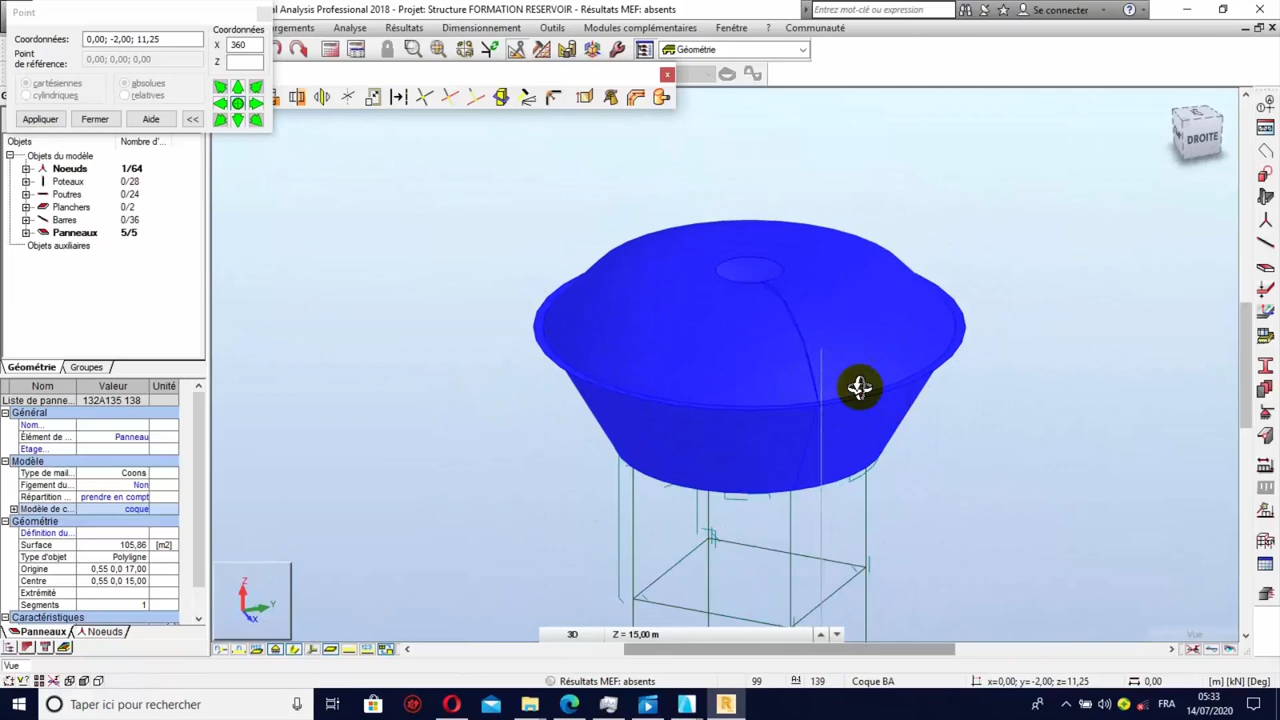 Point
al Analysis Professional 2018 - Projet: Structure FORMATION RESERVOIR - Résultats MEF: absents
Entrez mot-clé ou expression
Se connecter
Coordonnées: 0,00; -2,00; 11,25
Point de référence: 0,00; 0,00; 0,00
cartésiennes absolues
cylindriques relatives
Appliquer Fermer Aide <<
Coordonnées
X 360
Z
argements Analyse Résultats Dimensionnement Outils Modules complémentaires Fenêtre ? Communauté
Géométrie
Objets Nombre d'...
Objets du modèle
Noeuds 1/64
Poteaux 0/28
Poutres 0/24
Planchers 0/2
Barres 0/36
Panneaux 5/5
Objets auxiliaires
Géométrie Groupes
Nom Valeur Unité
Liste de panne... 132A135 138
Général
Nom...
Élément de ... Panneau
Etage...
Modèle
Type de mail... Coons
Figement du... Non
Répartition ... prendre en compt
Modèle de c... coque
Géométrie
Définition du...
Surface 105,86 [m2]
Type d'objet Polyligne
Origine 0,55 0,0 17,00
Centre 0,55 0,0 15,00
Extrémité
Segments 1
Caractéristiques
Panneaux Noeuds
DROITE
Z
Y
X
3D Z = 15,00 m
Vue
Vue
Résultats MEF: absents 99 139 Coque BA x=0,00; y=-2,00; z=11,25 0,00 [m] [kN] [Deg]
Taper ici pour rechercher
FRA
05:33
14/07/2020